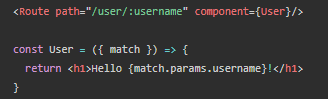 <Route path="/user/:username" component={User}/>
const User = ({ match }) => {
  return <h1>Hello {match.params.username}!</h1>
}